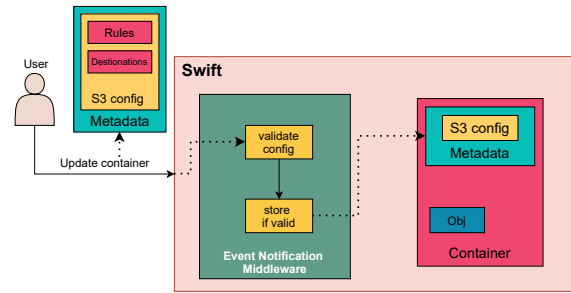 Rules
Destionations
S3 config
Metadata
User
Update container
Swift
validate
config
store
if valid
Event Notification
Middleware
S3 config
Metadata
Obj
Container